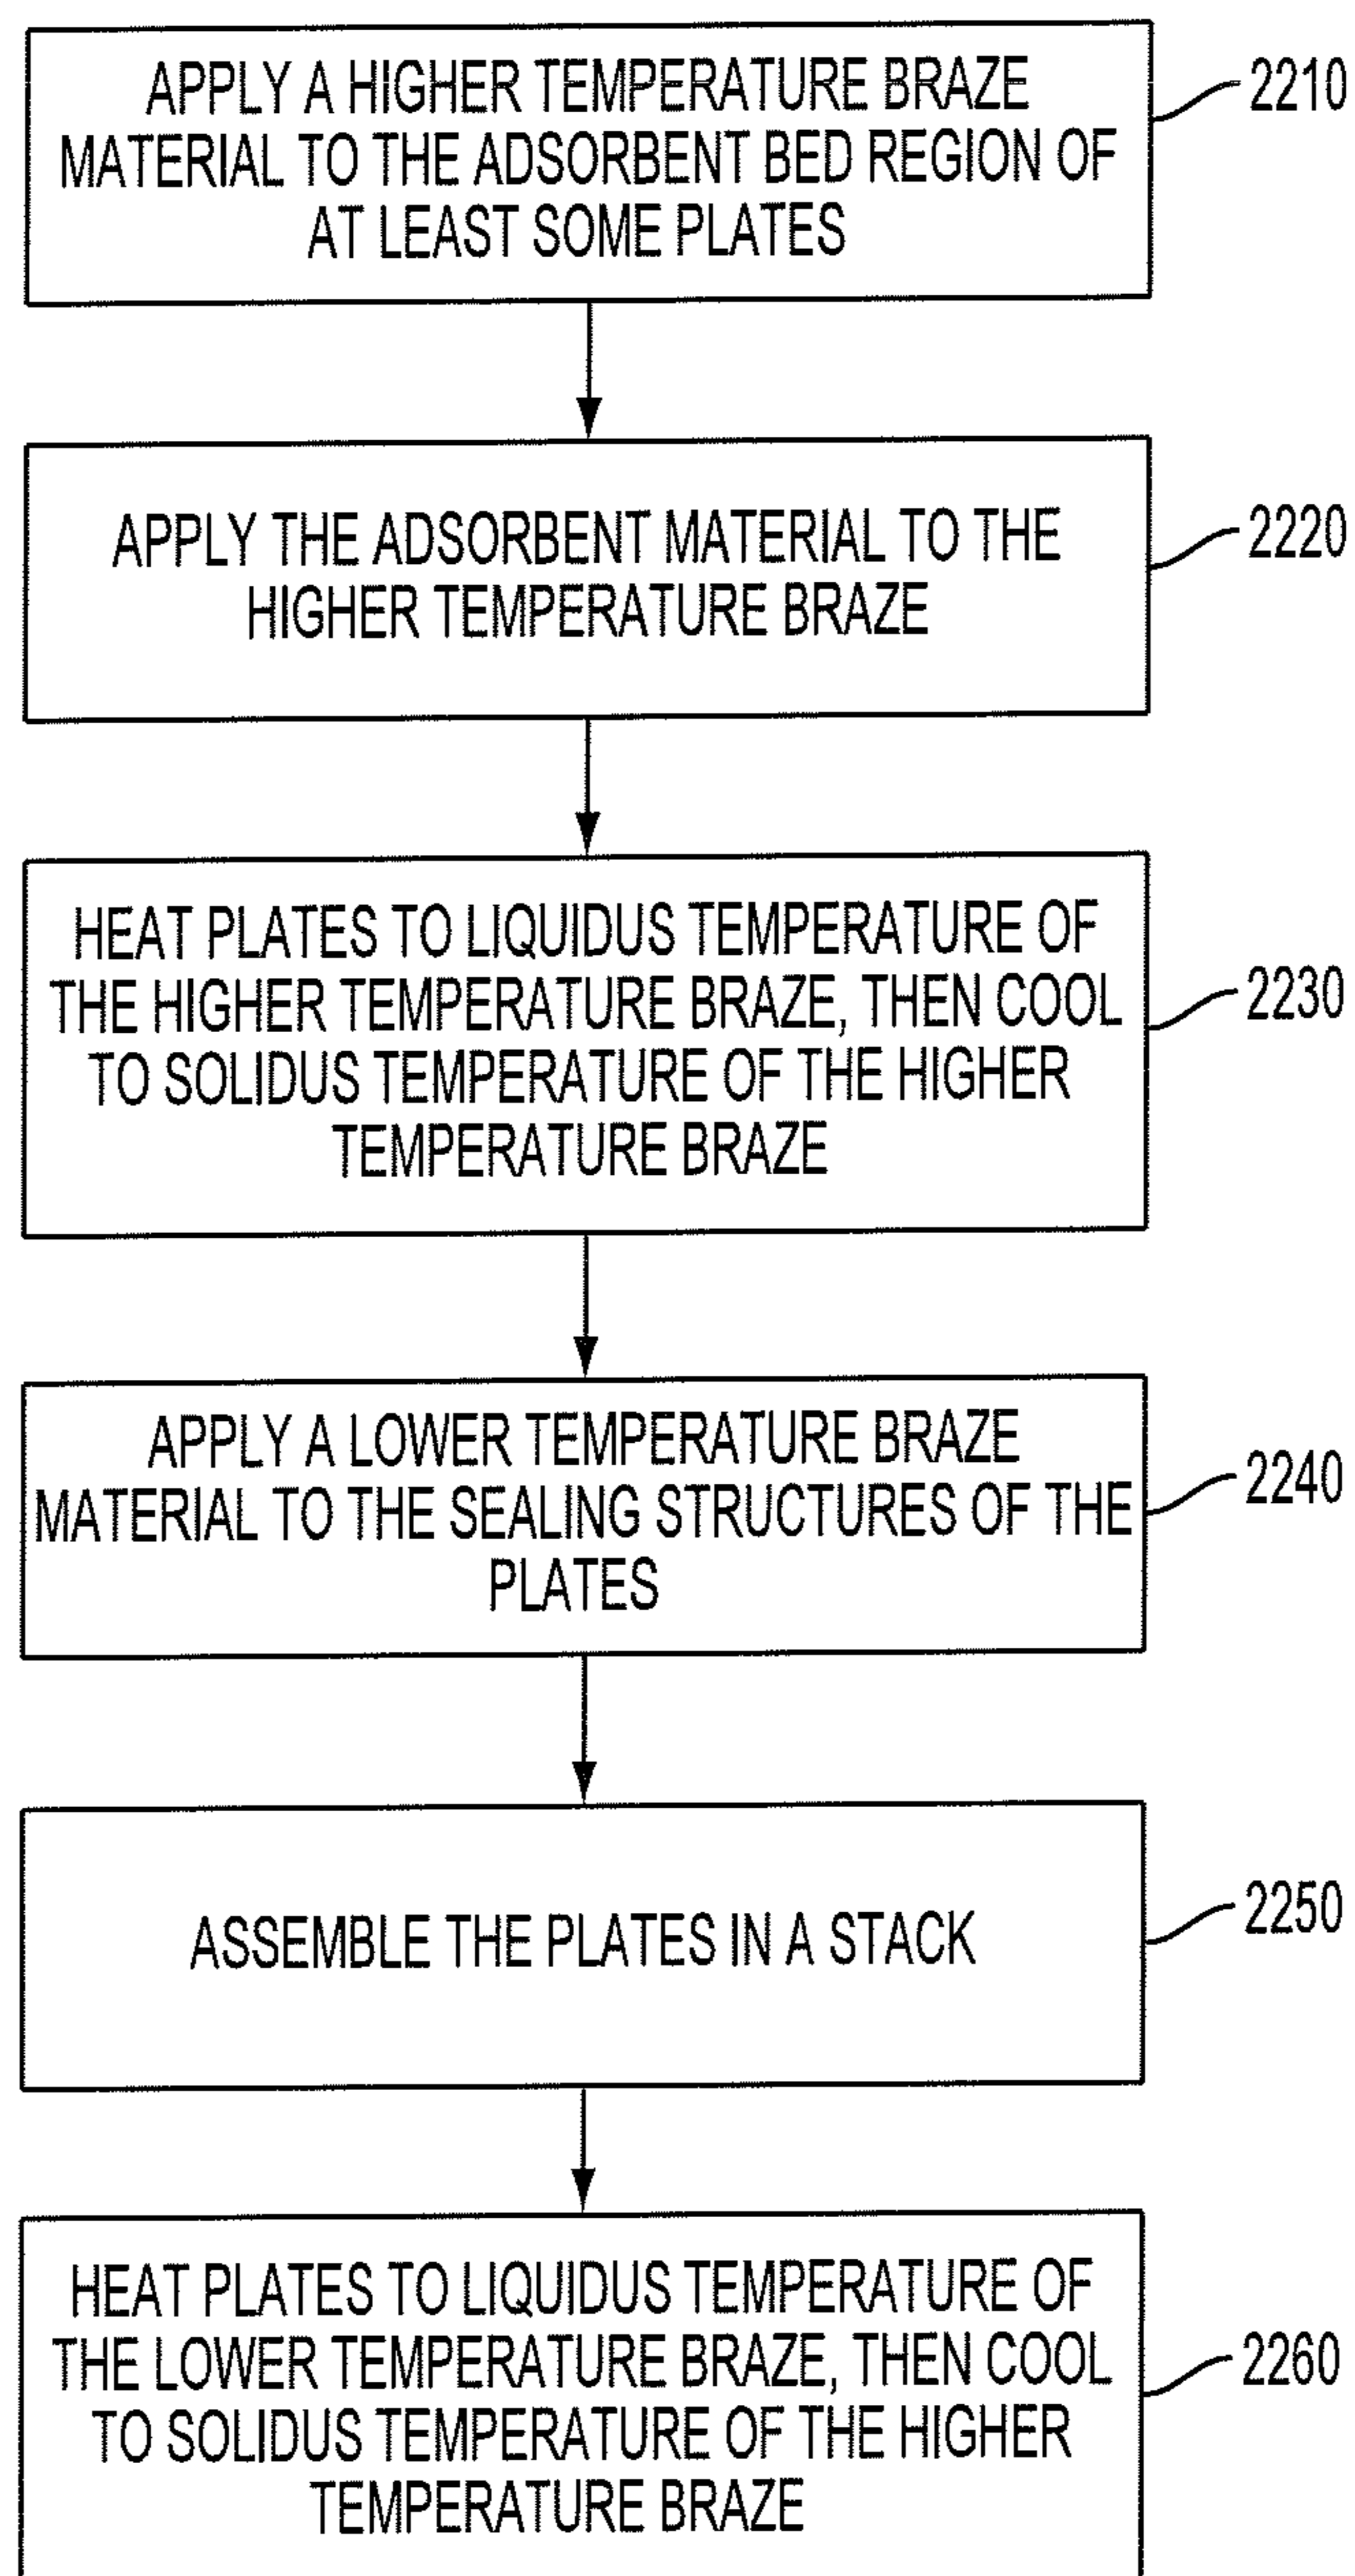 APPLY A HIGHER TEMPERATURE BRAZE
MATERIAL TO THE ADSORBENT BED REGION OF
AT LEAST SOME PLATES
2210
APPLY THE ADSORBENT MATERIAL TO THE
HIGHER TEMPERATURE BRAZE
2220
HEAT PLATES TO LIQUIDUS TEMPERATURE OF
THE HIGHER TEMPERATURE BRAZE, THEN COOL
TO SOLIDUS TEMPERATURE OF THE HIGHER
TEMPERATURE BRAZE
2230
APPLY A LOWER TEMPERATURE BRAZE
MATERIAL TO THE SEALING STRUCTURES OF THE
PLATES
2240
ASSEMBLE THE PLATES IN A STACK
2250
HEAT PLATES TO LIQUIDUS TEMPERATURE OF
THE LOWER TEMPERATURE BRAZE, THEN COOL
TO SOLIDUS TEMPERATURE OF THE HIGHER
TEMPERATURE BRAZE
2260